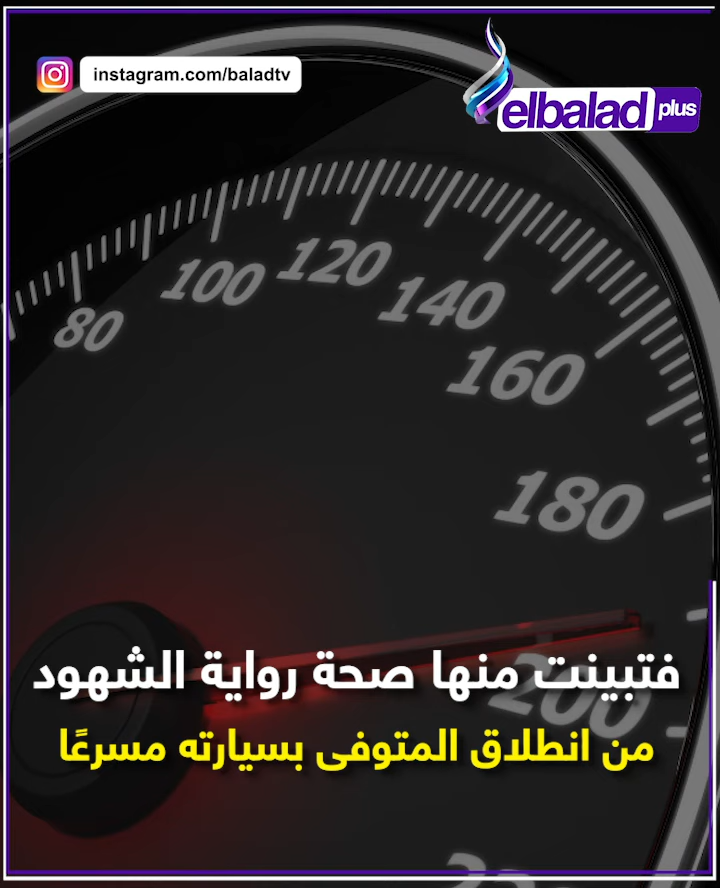 instagram.com/baladtv
elbalad plus
80
100
120
140
160
180
200
فتبينت منها صحة رواية الشهود
من انطلاق المتوفى بسيارته مسرعًا